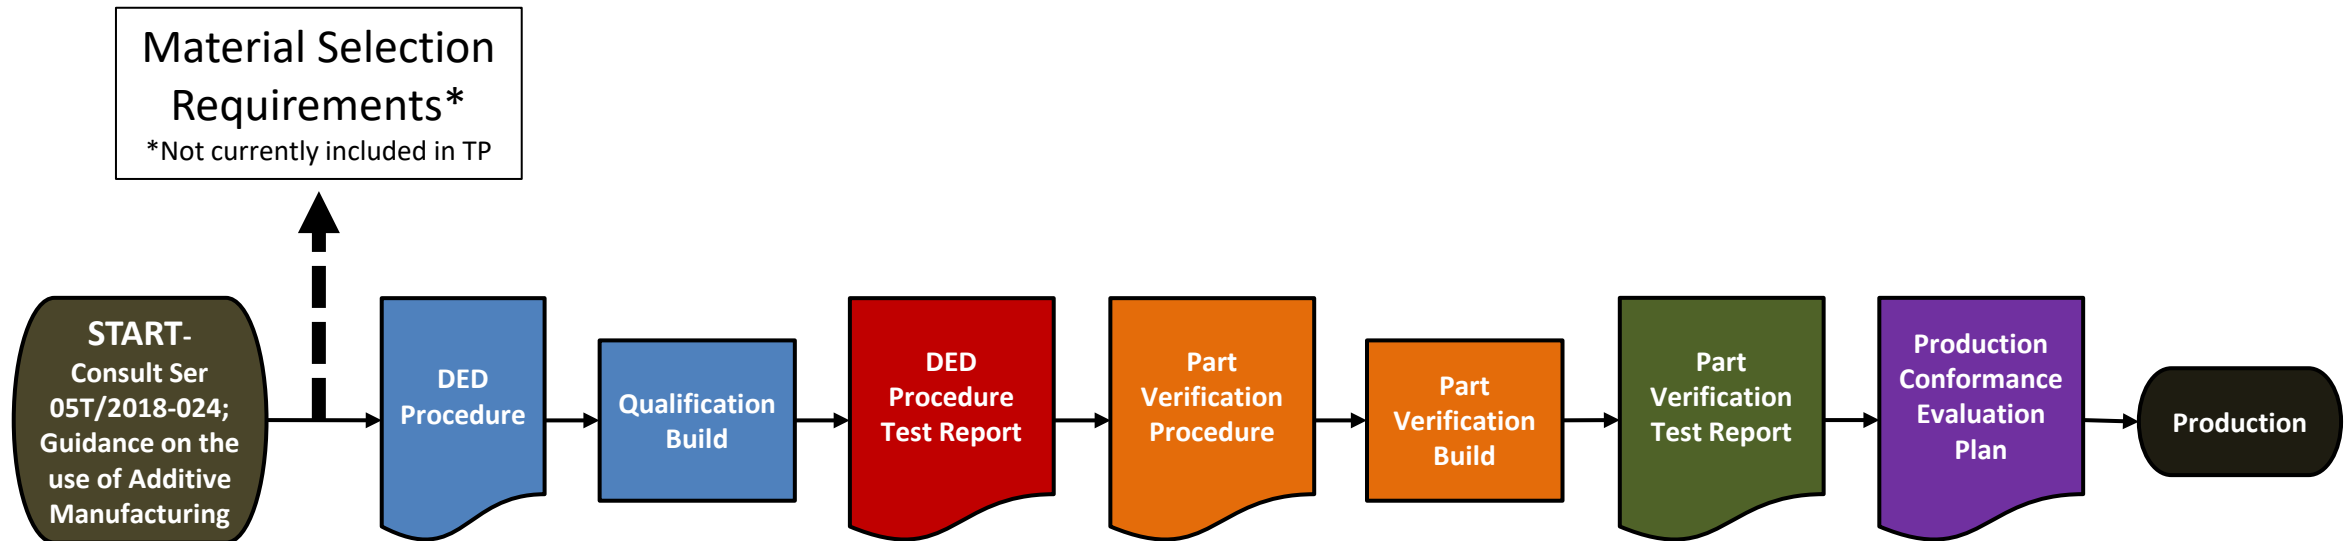 Material Selection
Requirements*
*Not currently included in TP
START-
Consult Ser
05T/2018-024;
Guidance on the
use of Additive
Manufacturing
DED
Procedure
Qualification
Build
DED
Procedure
Test Report
Part
Verification
Procedure
Part
Verification
Build
Part
Verification
Test Report
Production
Conformance
Evaluation
Plan
Production